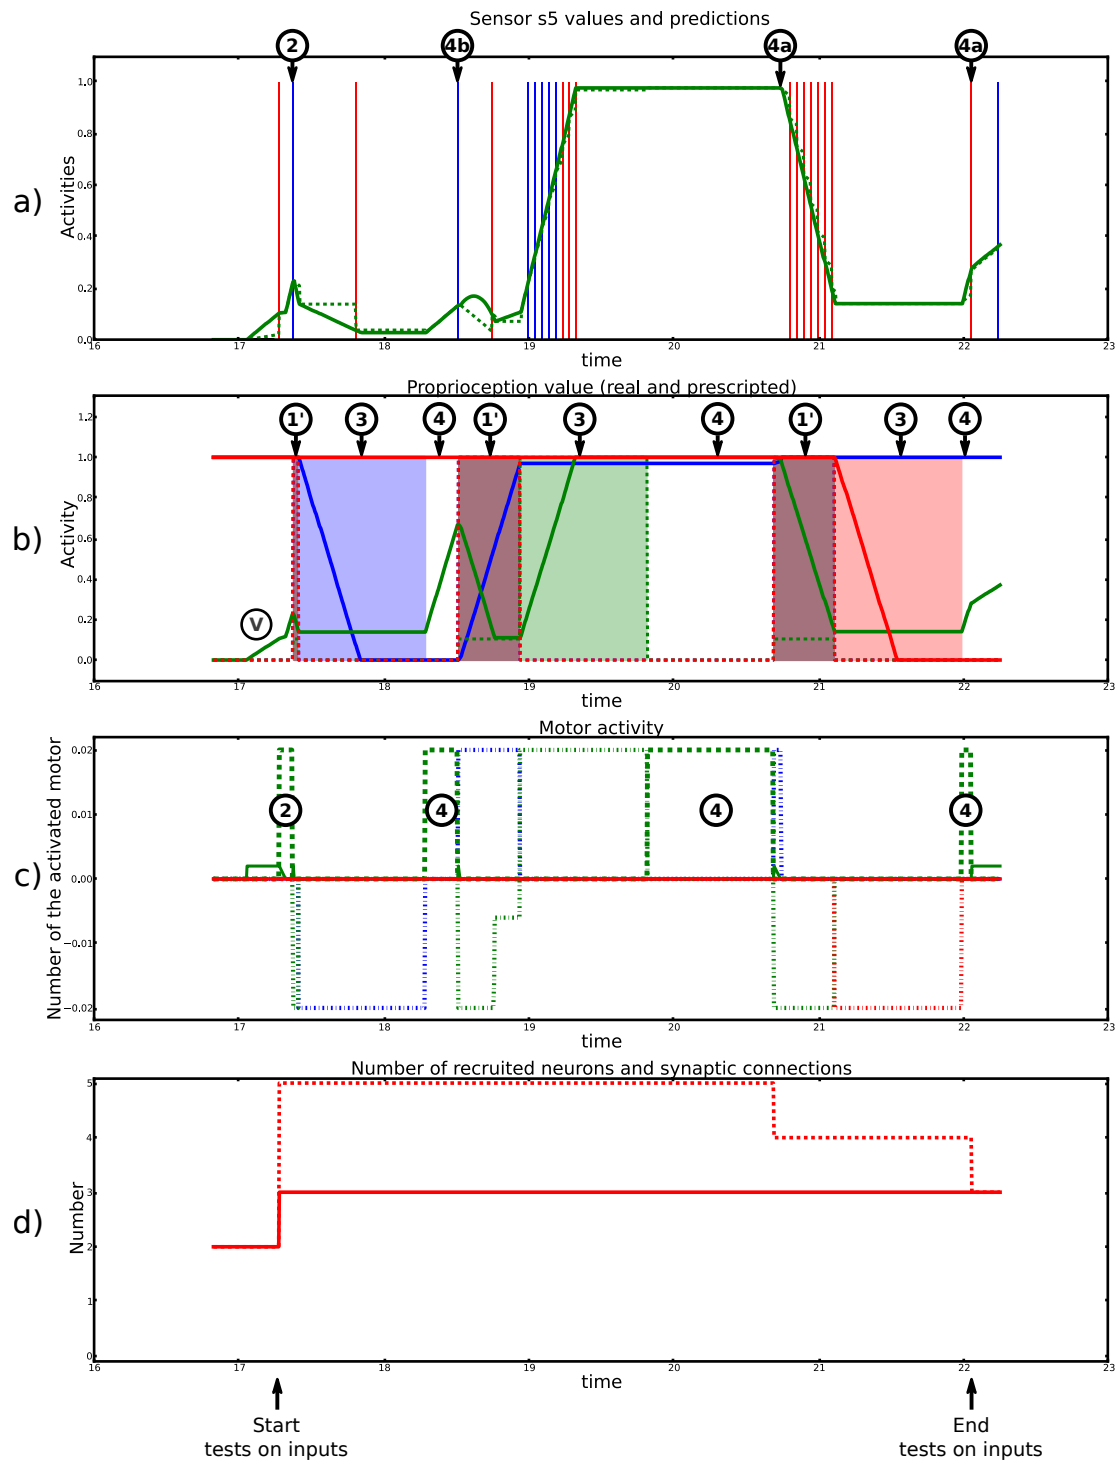 Sensor s5 values and predictions
2 4b 4a 4a
1.0
0.8
0.6
0.4
0.2
0.0
Activities
a)
16 17 18 19 20 21 22 23
time
Proprioception value (real and prescripted)
1' 3 4 1' 3 4 1' 3 4
1.2
1.0
0.8
0.6
0.4
0.2
0.0
Activity
b)
V
16 17 18 19 20 21 22 23
time
Motor activity
0.02
0.01
0.00
−0.01
−0.02
Number of the activated motor
c)
2 4 4 4
16 17 18 19 20 21 22 23
time
Number of recruited neurons and synaptic connections
5
4
3
2
1
0
Number
d)
16 17 18 19 20 21 22 23
time
Start
tests on inputs
End
tests on inputs